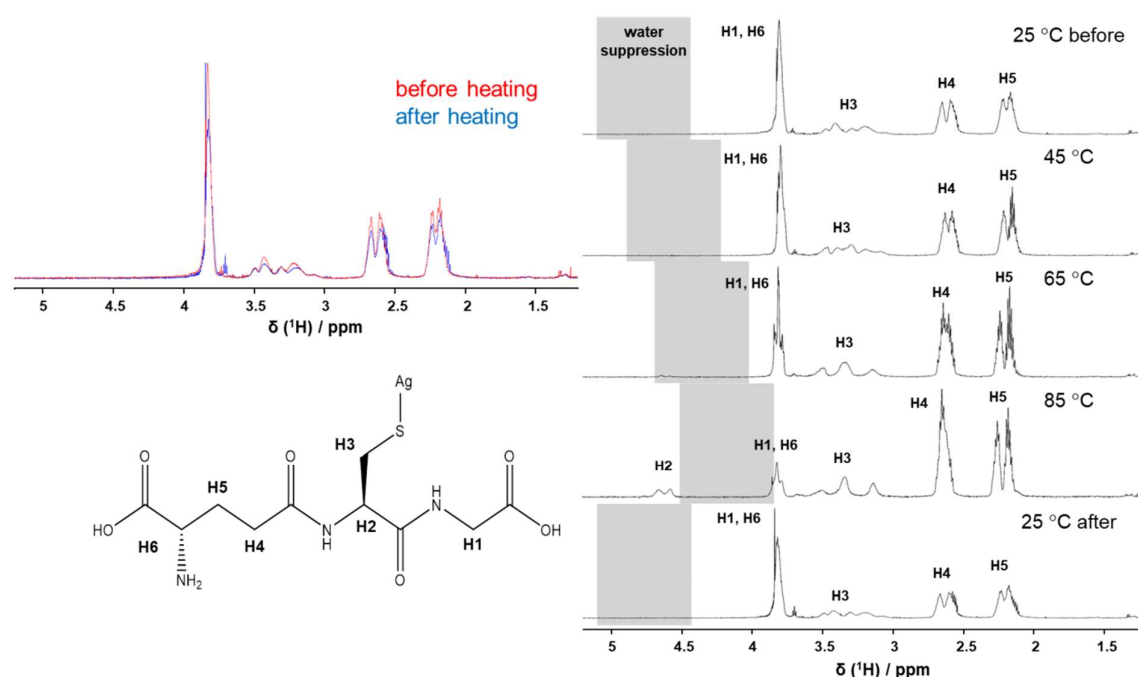 before heating
after heating
5 4.5 4 3.5 3 2.5 2 1.5
δ (¹H) / ppm
Ag
S
H3
O
O
O
H5
HO
N
H
H2
H
N
H1
OH
H6
H4
NH₂
O
water
suppression
H1, H6
25 °C before
H3
H4
H5
H1, H6
45 °C
H3
H4
H5
H1, H6
65 °C
H3
H4
H5
H2
H1, H6
H3
H4
H5
85 °C
H1, H6
25 °C after
H3
H4
H5
5 4.5 4 3.5 3 2.5 2 1.5
δ (¹H) / ppm